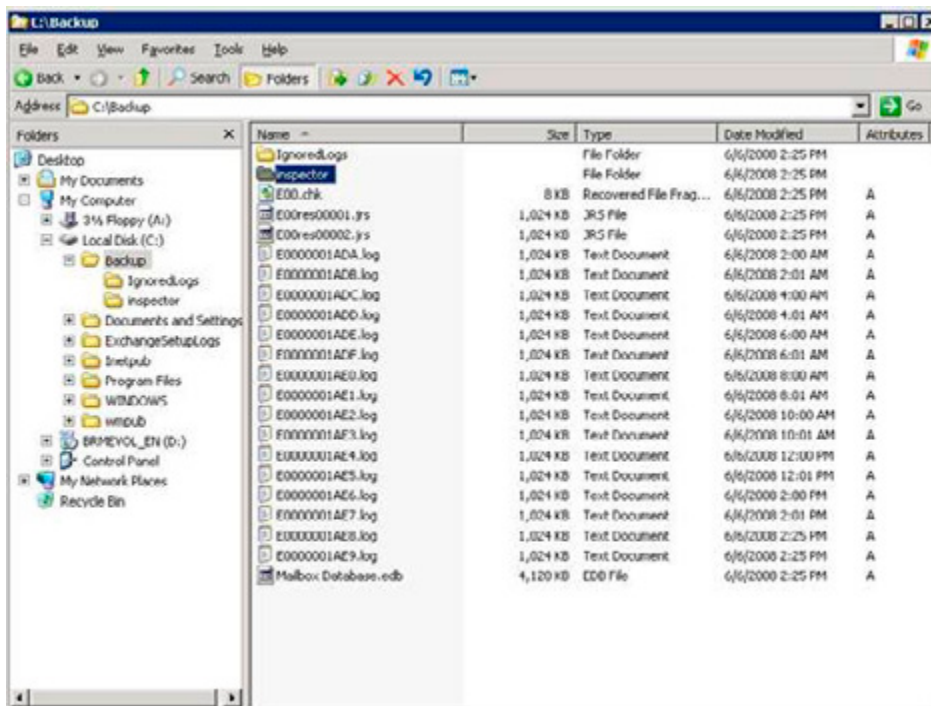 C:\Backup
File Edit View Favorites Tools Help
Back Search Folders
Address C:\Backup Go
Folders Name Size Type Date Modified Attributes
Desktop
My Documents
My Computer
3½ Floppy (A:)
Local Disk (C:)
Backup
IgnoredLogs
inspector
Documents and Settings
ExchangeSetupLogs
Inetpub
Program Files
WINDOWS
wmpub
BRMEVOL_EN (D:)
Control Panel
My Network Places
Recycle Bin
IgnoredLogs File Folder 6/6/2008 2:25 PM
inspector File Folder 6/6/2008 2:25 PM
E00.chk 8 KB Recovered File Frag... 6/6/2008 2:25 PM A
E00res00001.jrs 1,024 KB JRS File 6/6/2008 2:25 PM A
E00res00002.jrs 1,024 KB JRS File 6/6/2008 2:25 PM A
E0000001ADA.log 1,024 KB Text Document 6/6/2008 2:00 AM A
E0000001ADB.log 1,024 KB Text Document 6/6/2008 2:01 AM A
E0000001ADC.log 1,024 KB Text Document 6/6/2008 4:00 AM A
E0000001ADD.log 1,024 KB Text Document 6/6/2008 4:01 AM A
E0000001ADE.log 1,024 KB Text Document 6/6/2008 6:00 AM A
E0000001ADF.log 1,024 KB Text Document 6/6/2008 6:01 AM A
E0000001AE0.log 1,024 KB Text Document 6/6/2008 8:00 AM A
E0000001AE1.log 1,024 KB Text Document 6/6/2008 8:01 AM A
E0000001AE2.log 1,024 KB Text Document 6/6/2008 10:00 AM A
E0000001AE3.log 1,024 KB Text Document 6/6/2008 10:01 AM A
E0000001AE4.log 1,024 KB Text Document 6/6/2008 12:00 PM A
E0000001AE5.log 1,024 KB Text Document 6/6/2008 12:01 PM A
E0000001AE6.log 1,024 KB Text Document 6/6/2008 2:00 PM A
E0000001AE7.log 1,024 KB Text Document 6/6/2008 2:01 PM A
E0000001AE8.log 1,024 KB Text Document 6/6/2008 2:25 PM A
E0000001AE9.log 1,024 KB Text Document 6/6/2008 2:25 PM A
Mailbox Database.edb 4,120 KB EDB File 6/6/2008 2:25 PM A